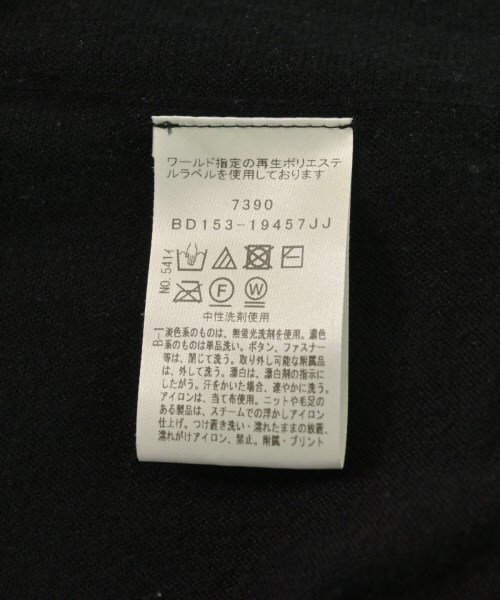 ワールド指定の再生ポリエステ
ルラベルを使用しております
7390
BD153-19457JJ
NO.5411
F
W
中性洗剤使用
B-1
淡色系のものは、無蛍光洗剤を使用。濃色
系のものは単品洗い。ボタン、ファスナー
等は、閉じて洗う。取り外し可能な附属品
は、外して洗う。漂白は、漂白剤の指示に
したがう。汗をかいた場合、速やかに洗う。
アイロンは、当て布使用。ニットや毛足の
ある製品は、スチームでの浮かしアイロン
仕上げ。つけ置き洗い・濡れたままの放置、
濡れがけアイロン、禁止。附属・プリント